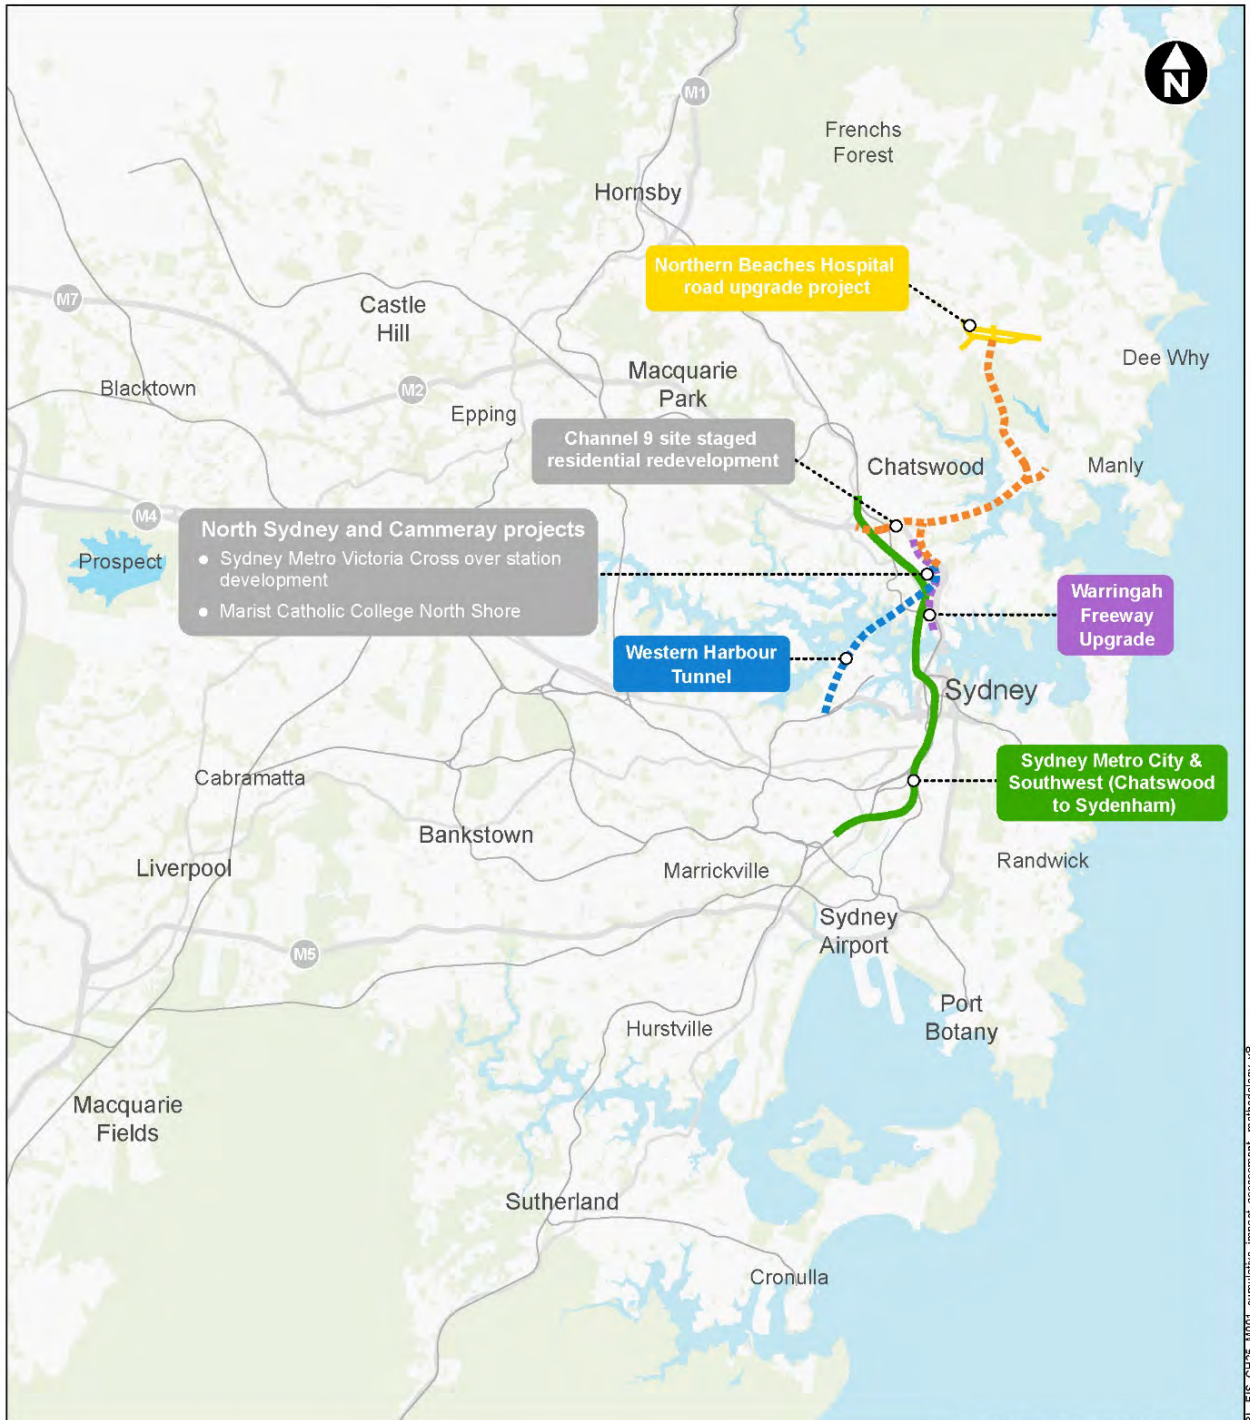 N
M1
Frenchs
Forest
Hornsby
Northern Beaches Hospital
road upgrade project
M7
Castle
Hill
Dee Why
Macquarie
Park
Blacktown
M2
Epping
Channel 9 site staged
residential redevelopment
Chatswood
Manly
M4
North Sydney and Cammeray projects
Sydney Metro Victoria Cross over station
development
Marist Catholic College North Shore
Prospect
Warringah
Freeway
Upgrade
Western Harbour
Tunnel
Sydney
Sydney Metro City &
Southwest (Chatswood
to Sydenham)
Cabramatta
Bankstown
Liverpool
Marrickville
Randwick
Sydney
Airport
M5
Port
Botany
Hurstville
Macquarie
Fields
Sutherland
Cronulla